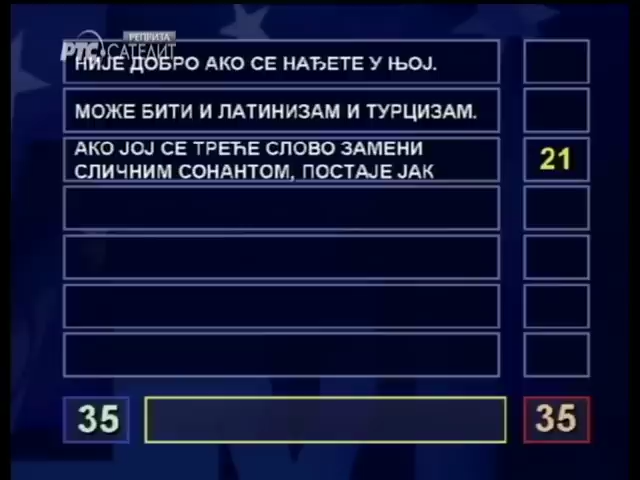 РЕПРИЗА
РТС САТЕЛИТ
НИЈЕ ДОБРО АКО СЕ НАЂЕТЕ У ЊОЈ.
МОЖЕ БИТИ И ЛАТИНИЗАМ И ТУРЦИЗАМ.
АКО ЈОЈ СЕ ТРЕЋЕ СЛОВО ЗАМЕНИ
СЛИЧНИМ СОНАНТОМ, ПОСТАЈЕ ЈАК
21
35
35